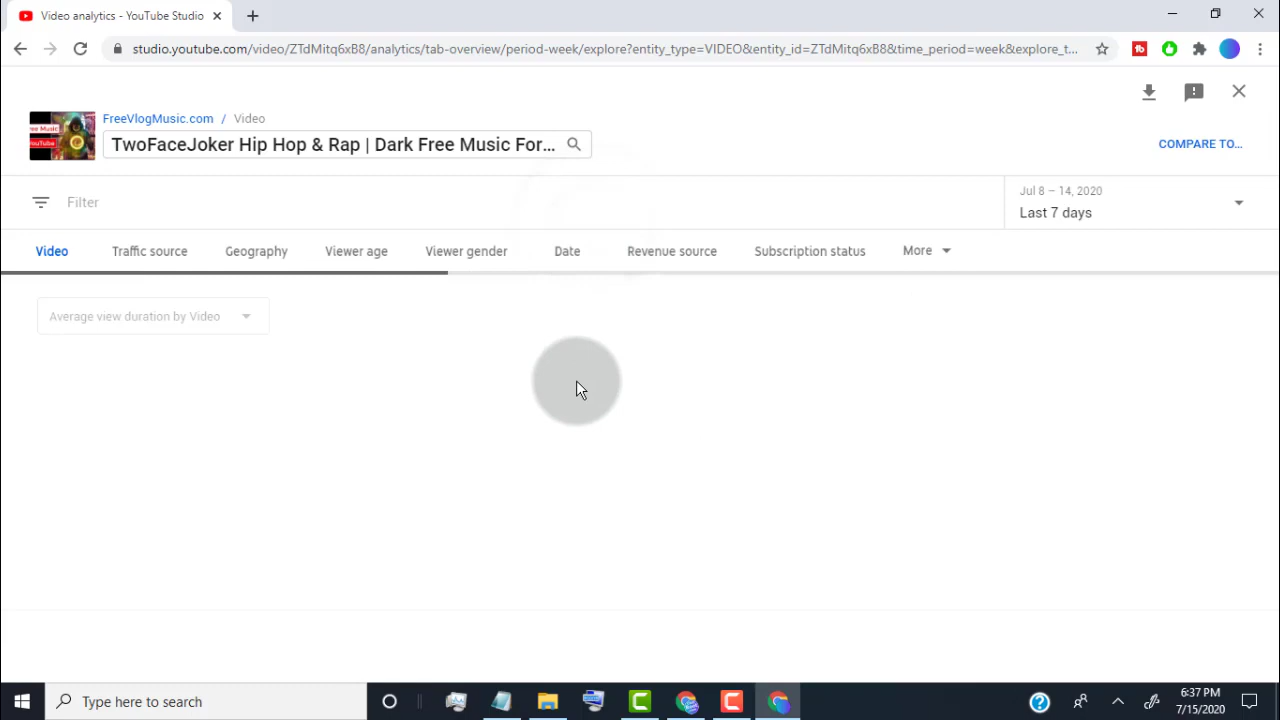 Video analytics - YouTube Studio
studio.youtube.com/video/ZTdMitq6xB8/analytics/tab-overview/period-week/explore?entity_type=VIDEO&entity_id=ZTdMitq6xB8&time_period=week&explore_t...
FreeVlogMusic.com / Video
ree Music
YouTube
TwoFaceJoker Hip Hop & Rap | Dark Free Music For...
COMPARE TO...
Filter
Jul 8 – 14, 2020
Last 7 days
Video Traffic source Geography Viewer age Viewer gender Date Revenue source Subscription status More
Average view duration by Video
Type here to search
6:37 PM
7/15/2020